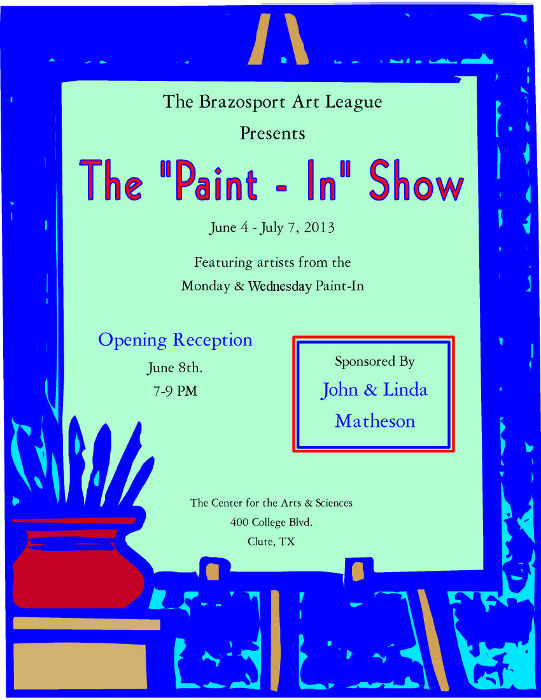 The Brazosport Art League
Presents
The "Paint - In" Show
June 4 - July 7, 2013
Featuring artists from the
Monday & Wednesday Paint-In
Opening Reception
June 8th.
7-9 PM
Sponsored By
John & Linda
Matheson
The Center for the Arts & Sciences
400 College Blvd.
Clute, TX